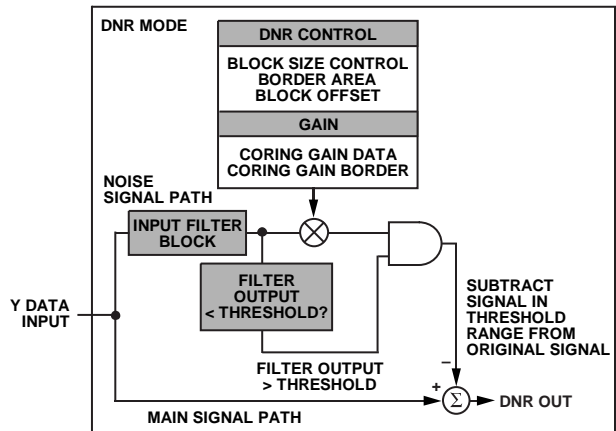 DNR MODE
DNR CONTROL
BLOCK SIZE CONTROL
BORDER AREA
BLOCK OFFSET
GAIN
CORING GAIN DATA
CORING GAIN BORDER
NOISE
SIGNAL PATH
INPUT FILTER
BLOCK
FILTER
OUTPUT
< THRESHOLD?
Y DATA
INPUT
SUBTRACT
SIGNAL IN
THRESHOLD
RANGE FROM
ORIGINAL SIGNAL
FILTER OUTPUT
> THRESHOLD
–
+
Σ
DNR OUT
MAIN SIGNAL PATH